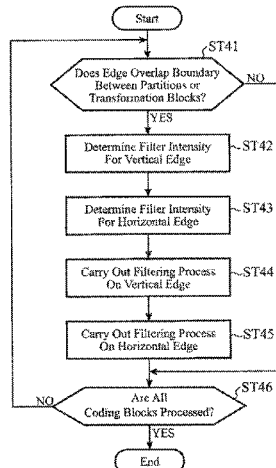 Start
ST41
Does Edge Overlap Boundary
Between Partitions or
Transformation Blocks?
NO
YES
Determine Filter Intensity
For Vertical Edge
ST42
Determine Filter Intensity
For Horizontal Edge
ST43
Carry Out Filtering Process
On Vertical Edge
ST44
Carry Out Filtering Process
On Horizontal Edge
ST45
ST46
NO
Are All
Coding Blocks Processed?
YES
End